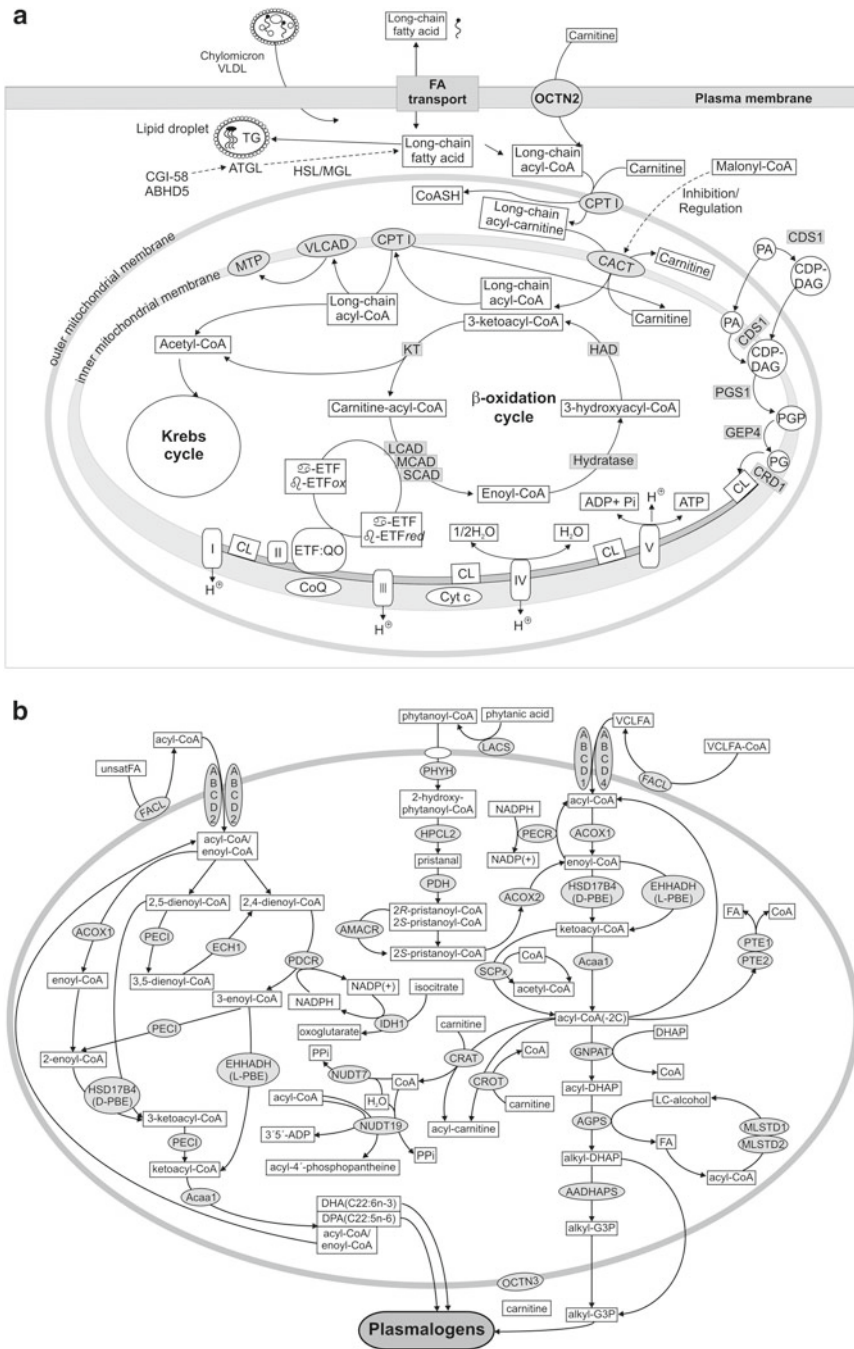 a
Chylomicron
VLDL
Long-chain
fatty acid
Carnitine
FA
transport
OCTN2
Plasma membrane
Lipid droplet
TG
CGI-58
ABHD5
ATGL
HSL/MGL
Long-chain
fatty acid
Long-chain
acyl-CoA
Carnitine
Malonyl-CoA
CoASH
CPT I
Inhibition/
Regulation
Long-chain
acyl-carnitine
outer mitochondrial membrane
inner mitochondrial membrane
MTP
VLCAD
CPT I
CACT
Carnitine
PA
CDS1
CDP-
DAG
Long-chain
acyl-CoA
Long-chain
acyl-CoA
Carnitine
PA
CDS1
CDP-
DAG
Acetyl-CoA
3-ketoacyl-CoA
KT
HAD
PGS1
Carnitine-acyl-CoA
β-oxidation
cycle
3-hydroxyacyl-CoA
PGP
Krebs
cycle
GEP4
LCAD
MCAD
SCAD
Hydratase
PG
CRD1
♋-ETF
♌-ETFox
Enoyl-CoA
ADP+ Pi
H⊕
ATP
CL
♋-ETF
♌-ETFred
1/2H₂O
H₂O
I
CL
II
ETF:QO
CoQ
III
CL
Cyt c
IV
CL
V
H⊕
H⊕
H⊕
b
acyl-CoA
unsatFA
FACL
ABCD2
ABCD2
phytanoyl-CoA
phytanic acid
LACS
PHYH
ABCD1
ABCD4
VCLFA
VCLFA-CoA
FACL
acyl-CoA/
enoyl-CoA
2-hydroxy-
phytanoyl-CoA
HPCL2
pristanal
PDH
NADPH
NADP(+)
PECR
acyl-CoA
ACOX1
enoyl-CoA
HSD17B4
(D-PBE)
EHHADH
(L-PBE)
2,5-dienoyl-CoA
2,4-dienoyl-CoA
ACOX1
PECI
ECH1
3,5-dienoyl-CoA
PDCR
AMACR
2R-pristanoyl-CoA
2S-pristanoyl-CoA
2S-pristanoyl-CoA
ACOX2
ketoacyl-CoA
FA
CoA
PTE1
PTE2
SCPx
CoA
acetyl-CoA
Acaa1
enoyl-CoA
3-enoyl-CoA
NADPH
NADP(+)
isocitrate
IDH1
oxoglutarate
acyl-CoA(-2C)
PECI
2-enoyl-CoA
EHHADH
(L-PBE)
HSD17B4
(D-PBE)
PPi
NUDT7
CoA
H₂O
acyl-CoA
NUDT19
3´5´-ADP
PPi
acyl-4´-phosphopantheine
carnitine
CRAT
CROT
CoA
carnitine
acyl-carnitine
GNPAT
DHAP
CoA
acyl-DHAP
AGPS
LC-alcohol
MLSTD1
MLSTD2
FA
acyl-CoA
alkyl-DHAP
3-ketoacyl-CoA
PECI
ketoacyl-CoA
Acaa1
DHA(C22:6n-3)
DPA(C22:5n-6)
acyl-CoA/
enoyl-CoA
AADHAPS
alkyl-G3P
OCTN3
carnitine
alkyl-G3P
Plasmalogens